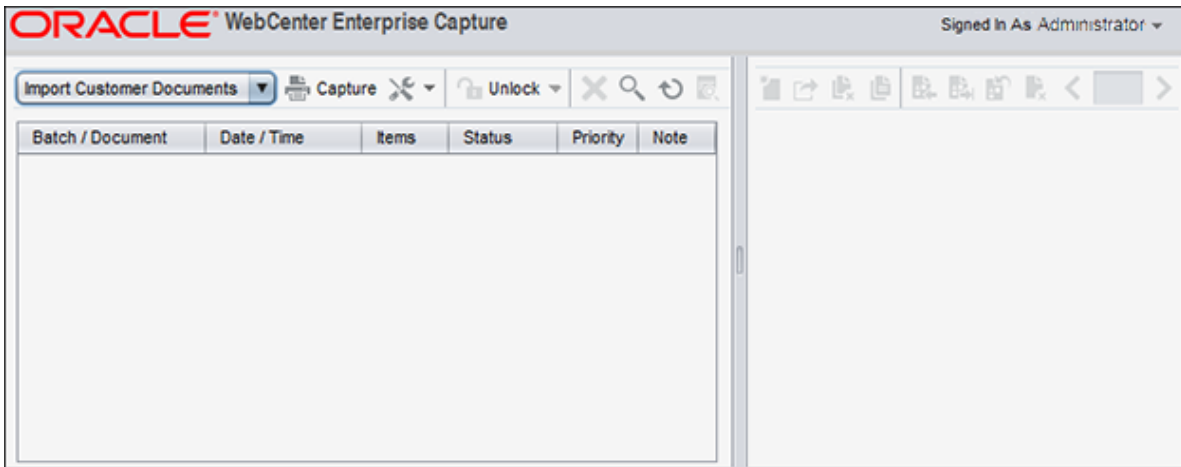 ORACLE WebCenter Enterprise Capture
Signed In As Administrator
Import Customer Documents Capture Unlock
Batch / Document Date / Time Items Status Priority Note